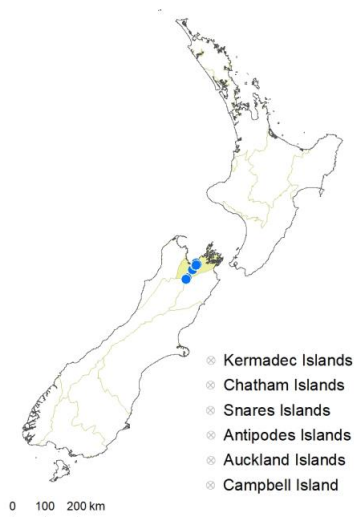 Kermadec Islands
Chatham Islands
Snares Islands
Antipodes Islands
Auckland Islands
Campbell Island
0 100 200 km